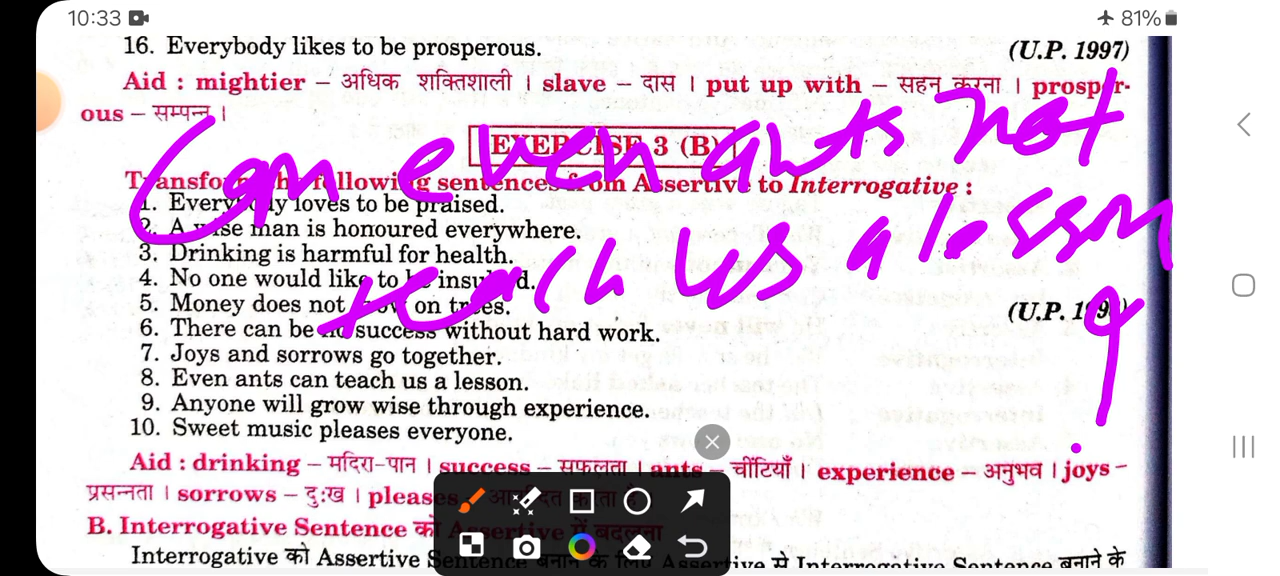 10:33
81%
16. Everybody likes to be prosperous. (U.P. 1997)
Aid : mightier – अधिक शक्तिशाली । slave – दास । put up with – सहन करना । prosper-
ous – सम्पन्न ।
EXERCISE 3 (B)
Transform the following sentences from Assertive to Interrogative :
1. Everybody loves to be praised.
2. A wise man is honoured everywhere.
3. Drinking is harmful for health.
4. No one would like to be insulted.
5. Money does not grow on trees. (U.P.
6. There can be no success without hard work.
7. Joys and sorrows go together.
8. Even ants can teach us a lesson.
9. Anyone will grow wise through experience.
10. Sweet music pleases everyone.
Can even ants not
teach us a lesson
?
Aid : drinking – मदिरा-पान । success – सफलता । ants – चींटियाँ । experience – अनुभव । joys –
प्रसन्नता । sorrows – दु:ख । pleases
B. Interrogative Sentence को Assertive में बदलना
Interrogative को Assertive Sentence बनाने के लिए Assertive से Interrogative Sentence बनाने के